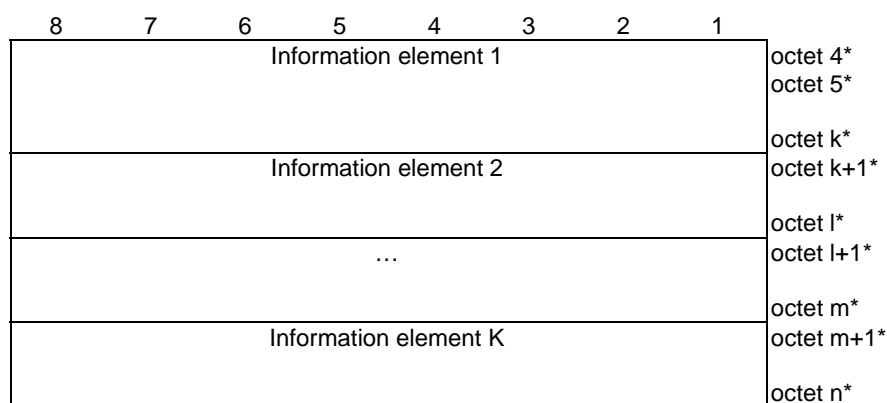 8 7 6 5 4 3 2 1
Information element 1 octet 4*
octet 5*
octet k*
Information element 2 octet k+1*
octet l*
… octet l+1*
octet m*
Information element K octet m+1*
octet n*